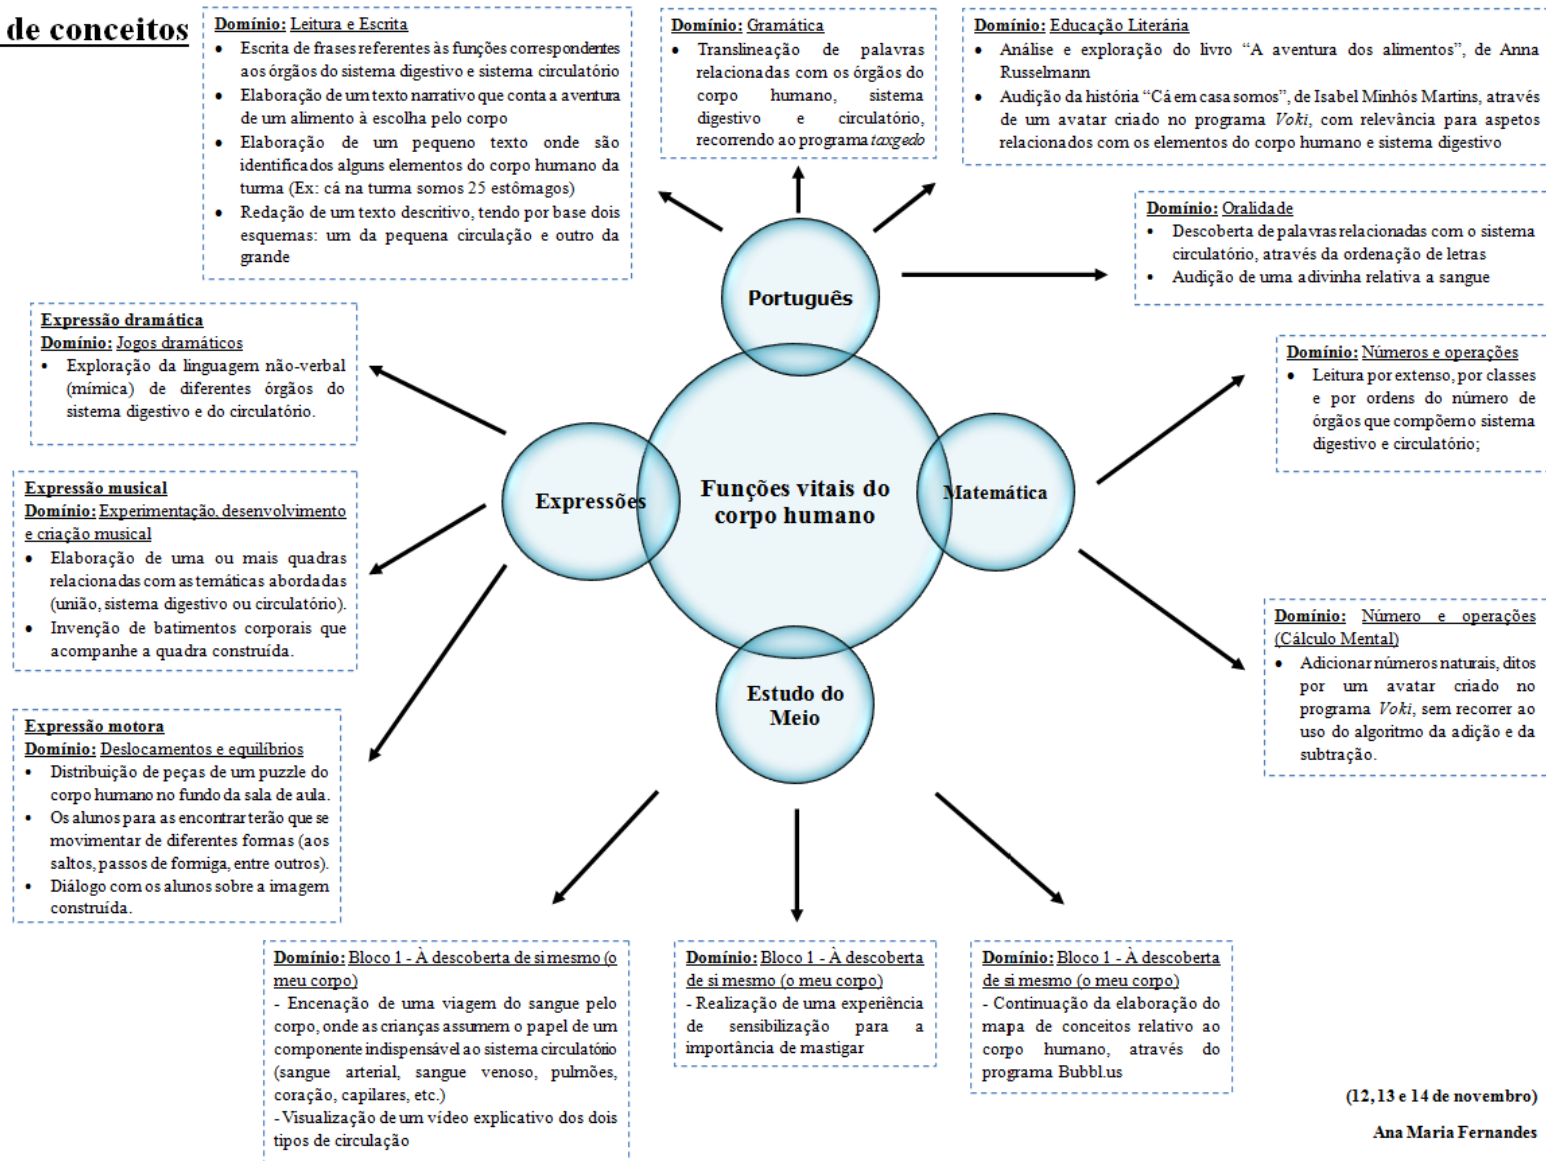 de conceitos
Domínio: Leitura e Escrita
• Escrita de frases referentes às funções correspondentes
aos órgãos do sistema digestivo e sistema circulatório
• Elaboração de um texto narrativo que conta a aventura
de um alimento à escolha pelo corpo
• Elaboração de um pequeno texto onde são
identificados alguns elementos do corpo humano da
turma (Ex: cá na turma somos 25 estômagos)
• Redação de um texto descritivo, tendo por base dois
esquemas: um da pequena circulação e outro da
grande
Domínio: Gramática
• Translineação de palavras
relacionadas com os órgãos do
corpo humano, sistema
digestivo e circulatório,
recorrendo ao programa taxgedo
Domínio: Educação Literária
• Análise e exploração do livro “A aventura dos alimentos”, de Anna
Russelmann
• Audição da história “Cá em casa somos”, de Isabel Minhós Martins, através
de um avatar criado no programa Voki, com relevância para aspetos
relacionados com os elementos do corpo humano e sistema digestivo
Domínio: Oralidade
• Descoberta de palavras relacionadas com o sistema
circulatório, através da ordenação de letras
• Audição de uma adivinha relativa a sangue
Português
Expressão dramática
Domínio: Jogos dramáticos
• Exploração da linguagem não-verbal
(mímica) de diferentes órgãos do
sistema digestivo e do circulatório.
Domínio: Números e operações
• Leitura por extenso, por classes
e por ordens do número de
órgãos que compõem o sistema
digestivo e circulatório;
Expressões
Funções vitais do
corpo humano
Matemática
Expressão musical
Domínio: Experimentação, desenvolvimento
e criação musical
• Elaboração de uma ou mais quadras
relacionadas com as temáticas abordadas
(união, sistema digestivo ou circulatório).
• Invenção de batimentos corporais que
acompanhe a quadra construída.
Domínio: Número e operações
(Cálculo Mental)
• Adicionar números naturais, ditos
por um avatar criado no
programa Voki, sem recorrer ao
uso do algoritmo da adição e da
subtração.
Estudo do
Meio
Expressão motora
Domínio: Deslocamentos e equilíbrios
• Distribuição de peças de um puzzle do
corpo humano no fundo da sala de aula.
• Os alunos para as encontrar terão que se
movimentar de diferentes formas (aos
saltos, passos de formiga, entre outros).
• Diálogo com os alunos sobre a imagem
construída.
Domínio: Bloco 1 - À descoberta de si mesmo (o
meu corpo)
- Encenação de uma viagem do sangue pelo
corpo, onde as crianças assumem o papel de um
componente indispensável ao sistema circulatório
(sangue arterial, sangue venoso, pulmões,
coração, capilares, etc.)
- Visualização de um vídeo explicativo dos dois
tipos de circulação
Domínio: Bloco 1 - À descoberta
de si mesmo (o meu corpo)
- Realização de uma experiência
de sensibilização para a
importância de mastigar
Domínio: Bloco 1 - À descoberta
de si mesmo (o meu corpo)
- Continuação da elaboração do
mapa de conceitos relativo ao
corpo humano, através do
programa Bubbl.us
(12, 13 e 14 de novembro)
Ana Maria Fernandes